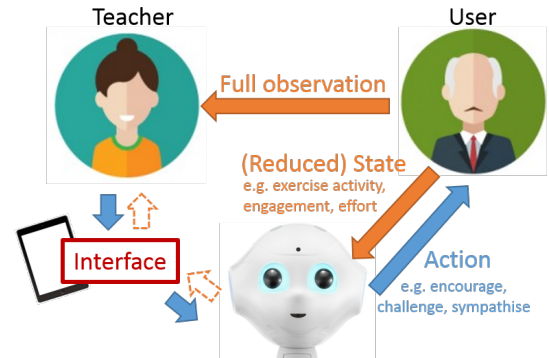 Teacher
User
Full observation
(Reduced) State
e.g. exercise activity,
engagement, effort
Interface
Action
e.g. encourage,
challenge, sympathise